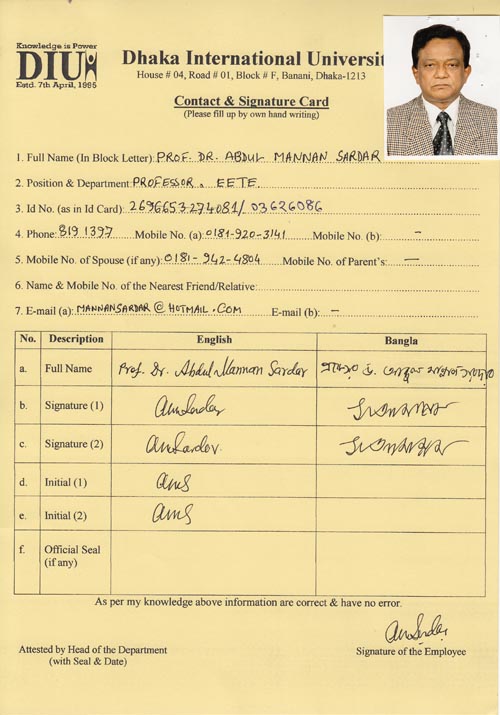 Knowledge is Power
DIU
Estd. 7th April, 1995
Dhaka International Universit
House # 04, Road # 01, Block # F, Banani, Dhaka-1213
Contact & Signature Card
(Please fill up by own hand writing)
1. Full Name (In Block Letter): PROF. DR. ABDUL MANNAN SARDAR
2. Position & Department PROFESSOR, EETE.
3. Id No. (as in Id Card): 2696653274081/03626086
4. Phone: 819 1397 Mobile No. (a): 0181-920-3141 Mobile No. (b): —
5. Mobile No. of Spouse (if any): 0181-942-4804 Mobile No. of Parent's: —
6. Name & Mobile No. of the Nearest Friend/Relative:
7. E-mail (a): MANNANSARDAR@HOTMAIL.COM E-mail (b): —
No. Description English Bangla
a. Full Name Prof. Dr. Abdul Mannan Sardar
b. Signature (1)
c. Signature (2)
d. Initial (1) ams
e. Initial (2) ams
f. Official Seal
(if any)
As per my knowledge above information are correct & have no error.
Attested by Head of the Department
(with Seal & Date)
Signature of the Employee